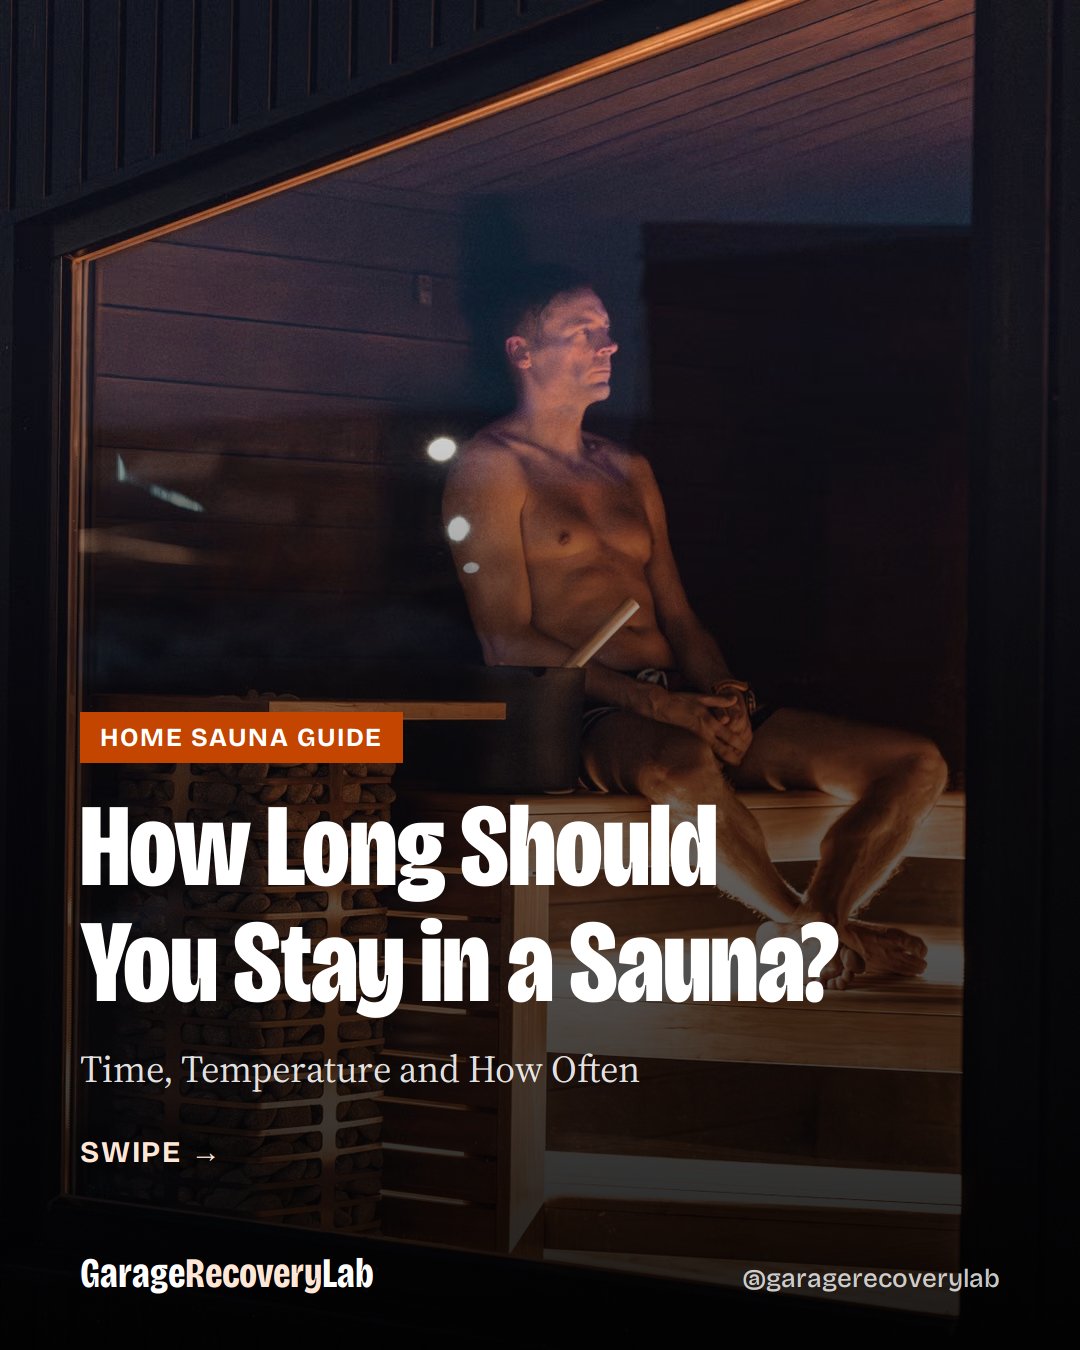 HOME SAUNA GUIDE
How Long Should
You Stay in a Sauna?
Time, Temperature and How Often
SWIPE →
GarageRecoveryLab
@garagerecoverylab